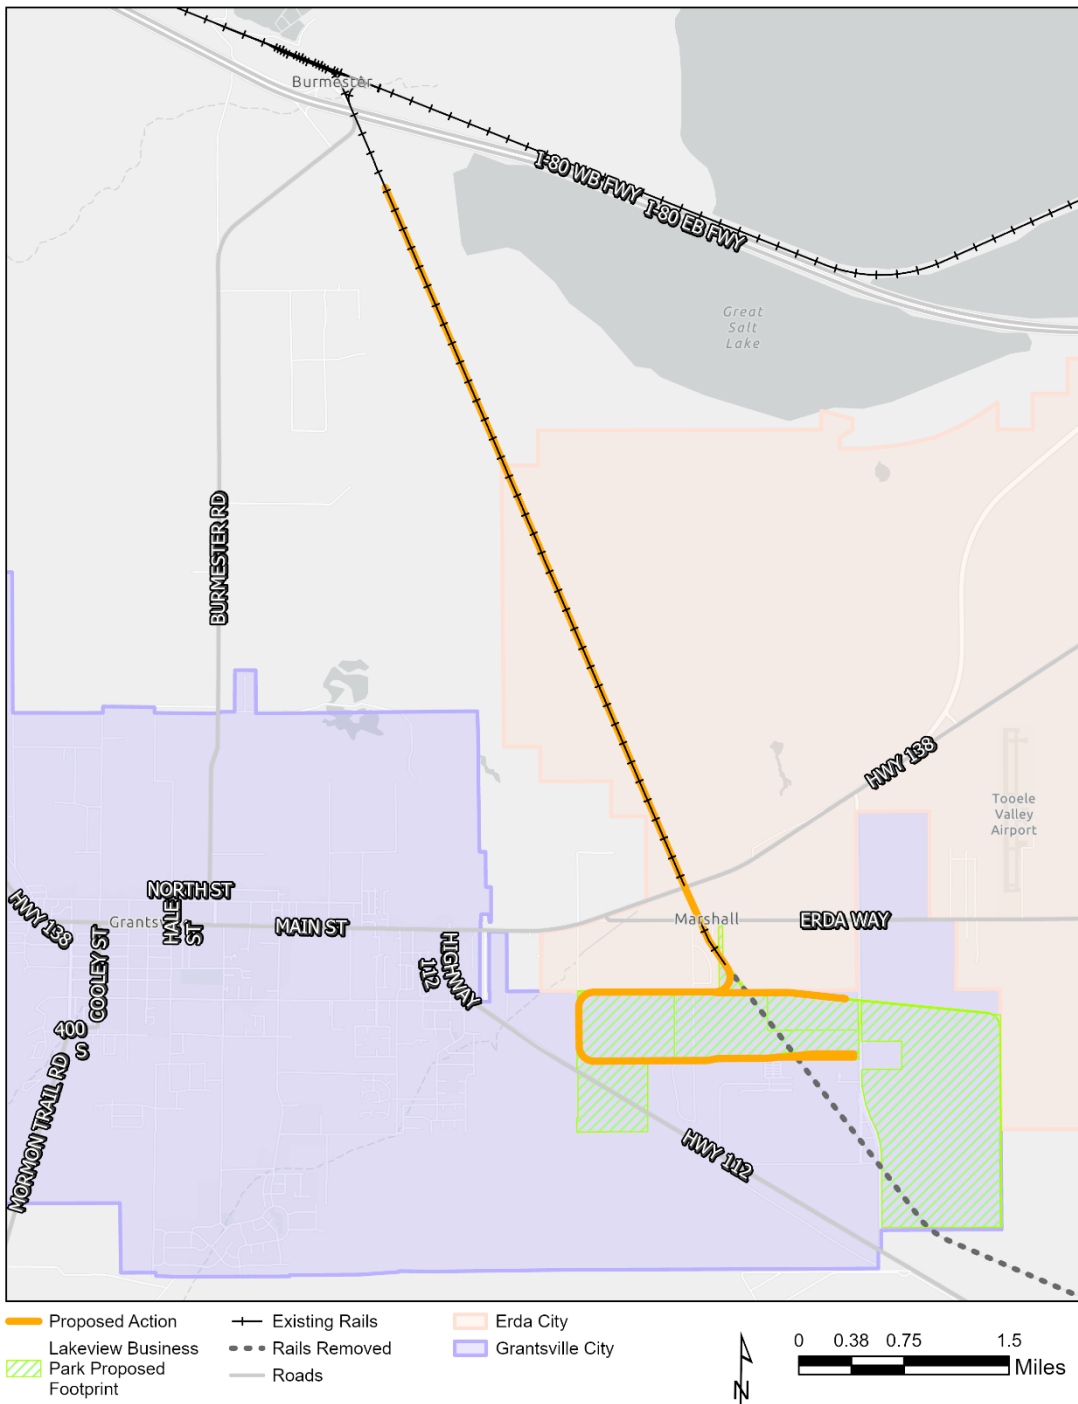 Burmester
I-80 WB FWY
I-80 EB FWY
Great
Salt
Lake
BURMESTER RD
HWY 138
Tooele
Valley
Airport
NORTH ST
HWY 138
HALE
ST
MAIN ST
Marshall
ERDA WAY
COOLEY ST
HIGHWAY
112
400
S
MORMON TRAIL RD
HWY 112
Proposed Action
Lakeview Business
Park Proposed
Footprint
Existing Rails
Rails Removed
Roads
Erda City
Grantsville City
N
0 0.38 0.75 1.5
Miles